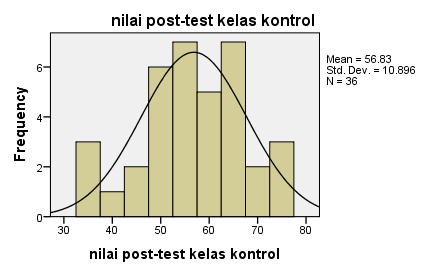 nilai post-test kelas kontrol
Mean = 56.83
Std. Dev. = 10.896
N = 36
Frequency
6
4
2
0
30 40 50 60 70 80
nilai post-test kelas kontrol